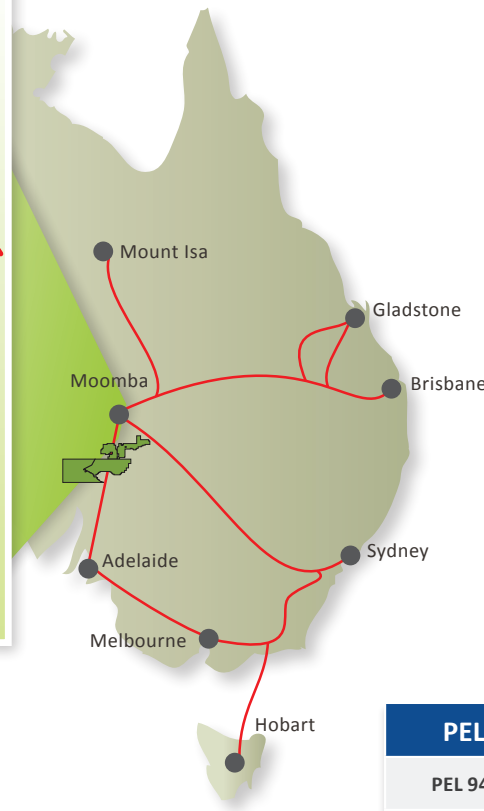 Mount Isa
Gladstone
Moomba
Brisbane
Sydney
Adelaide
Melbourne
Hobart
PEL
PEL 94